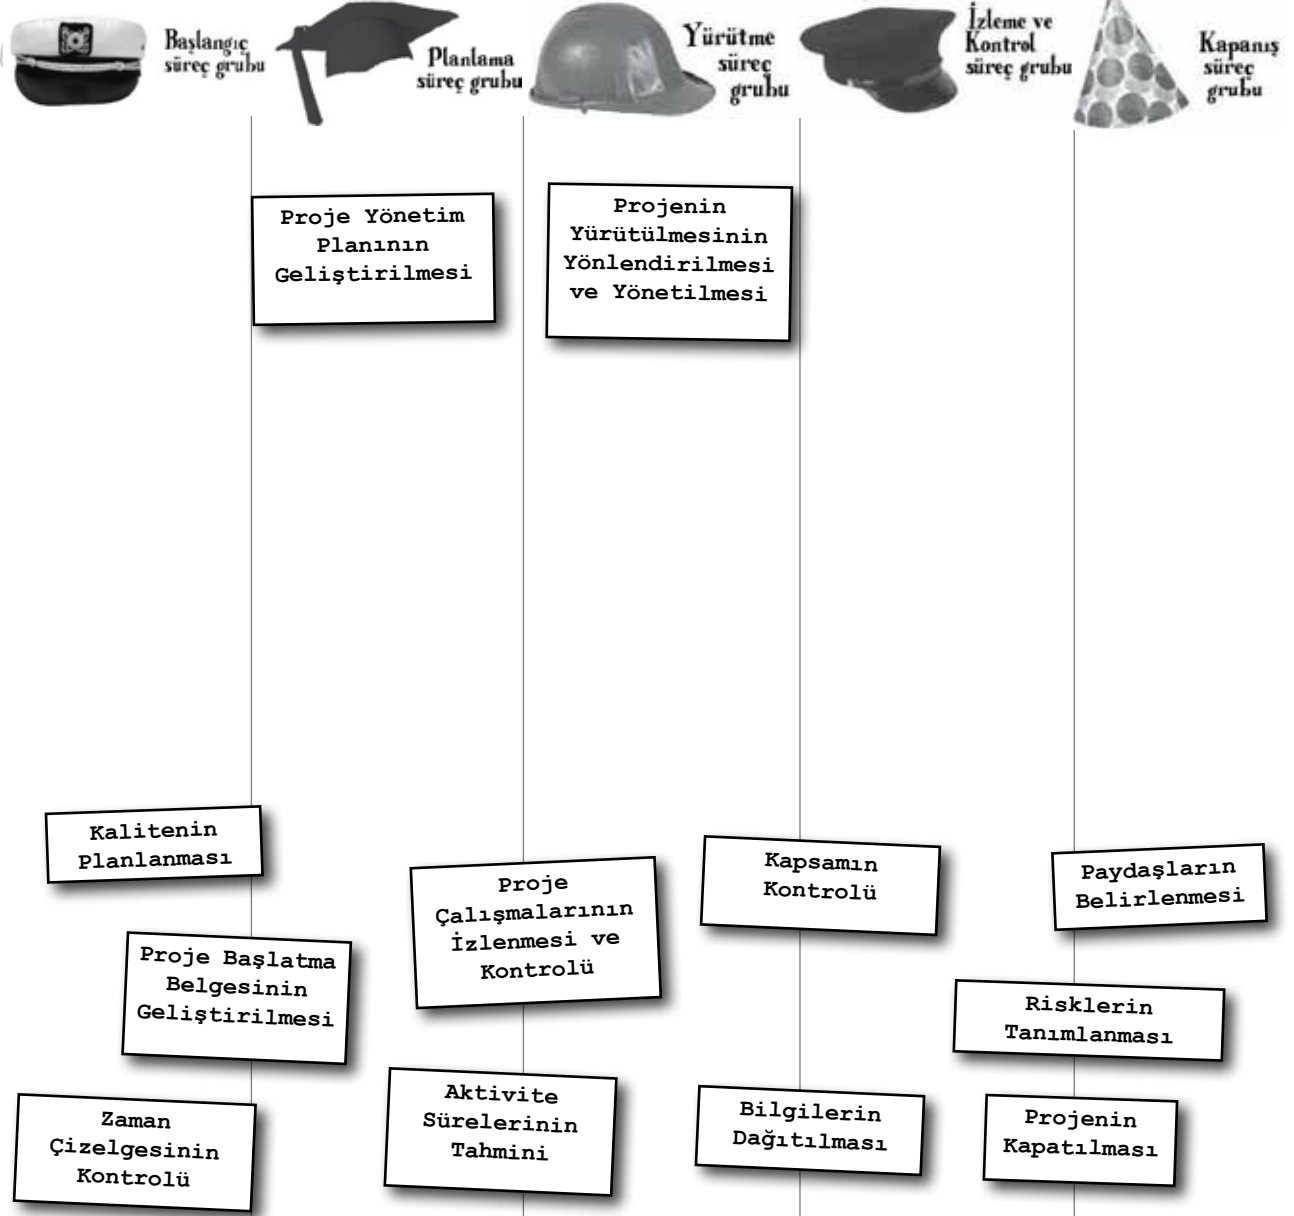 Başlangıç
süreç grubu
Planlama
süreç grubu
Yürütme
süreç
grubu
İzleme ve
Kontrol
süreç grubu
Kapanış
süreç
grubu
Proje Yönetim
Planının
Geliştirilmesi
Projenin
Yürütülmesinin
Yönlendirilmesi
ve Yönetilmesi
Kalitenin
Planlanması
Proje
Çalışmalarının
İzlenmesi ve
Kontrolü
Kapsamın
Kontrolü
Paydaşların
Belirlenmesi
Proje Başlatma
Belgesinin
Geliştirilmesi
Risklerin
Tanımlanması
Zaman
Çizelgesinin
Kontrolü
Aktivite
Sürelerinin
Tahmini
Bilgilerin
Dağıtılması
Projenin
Kapatılması